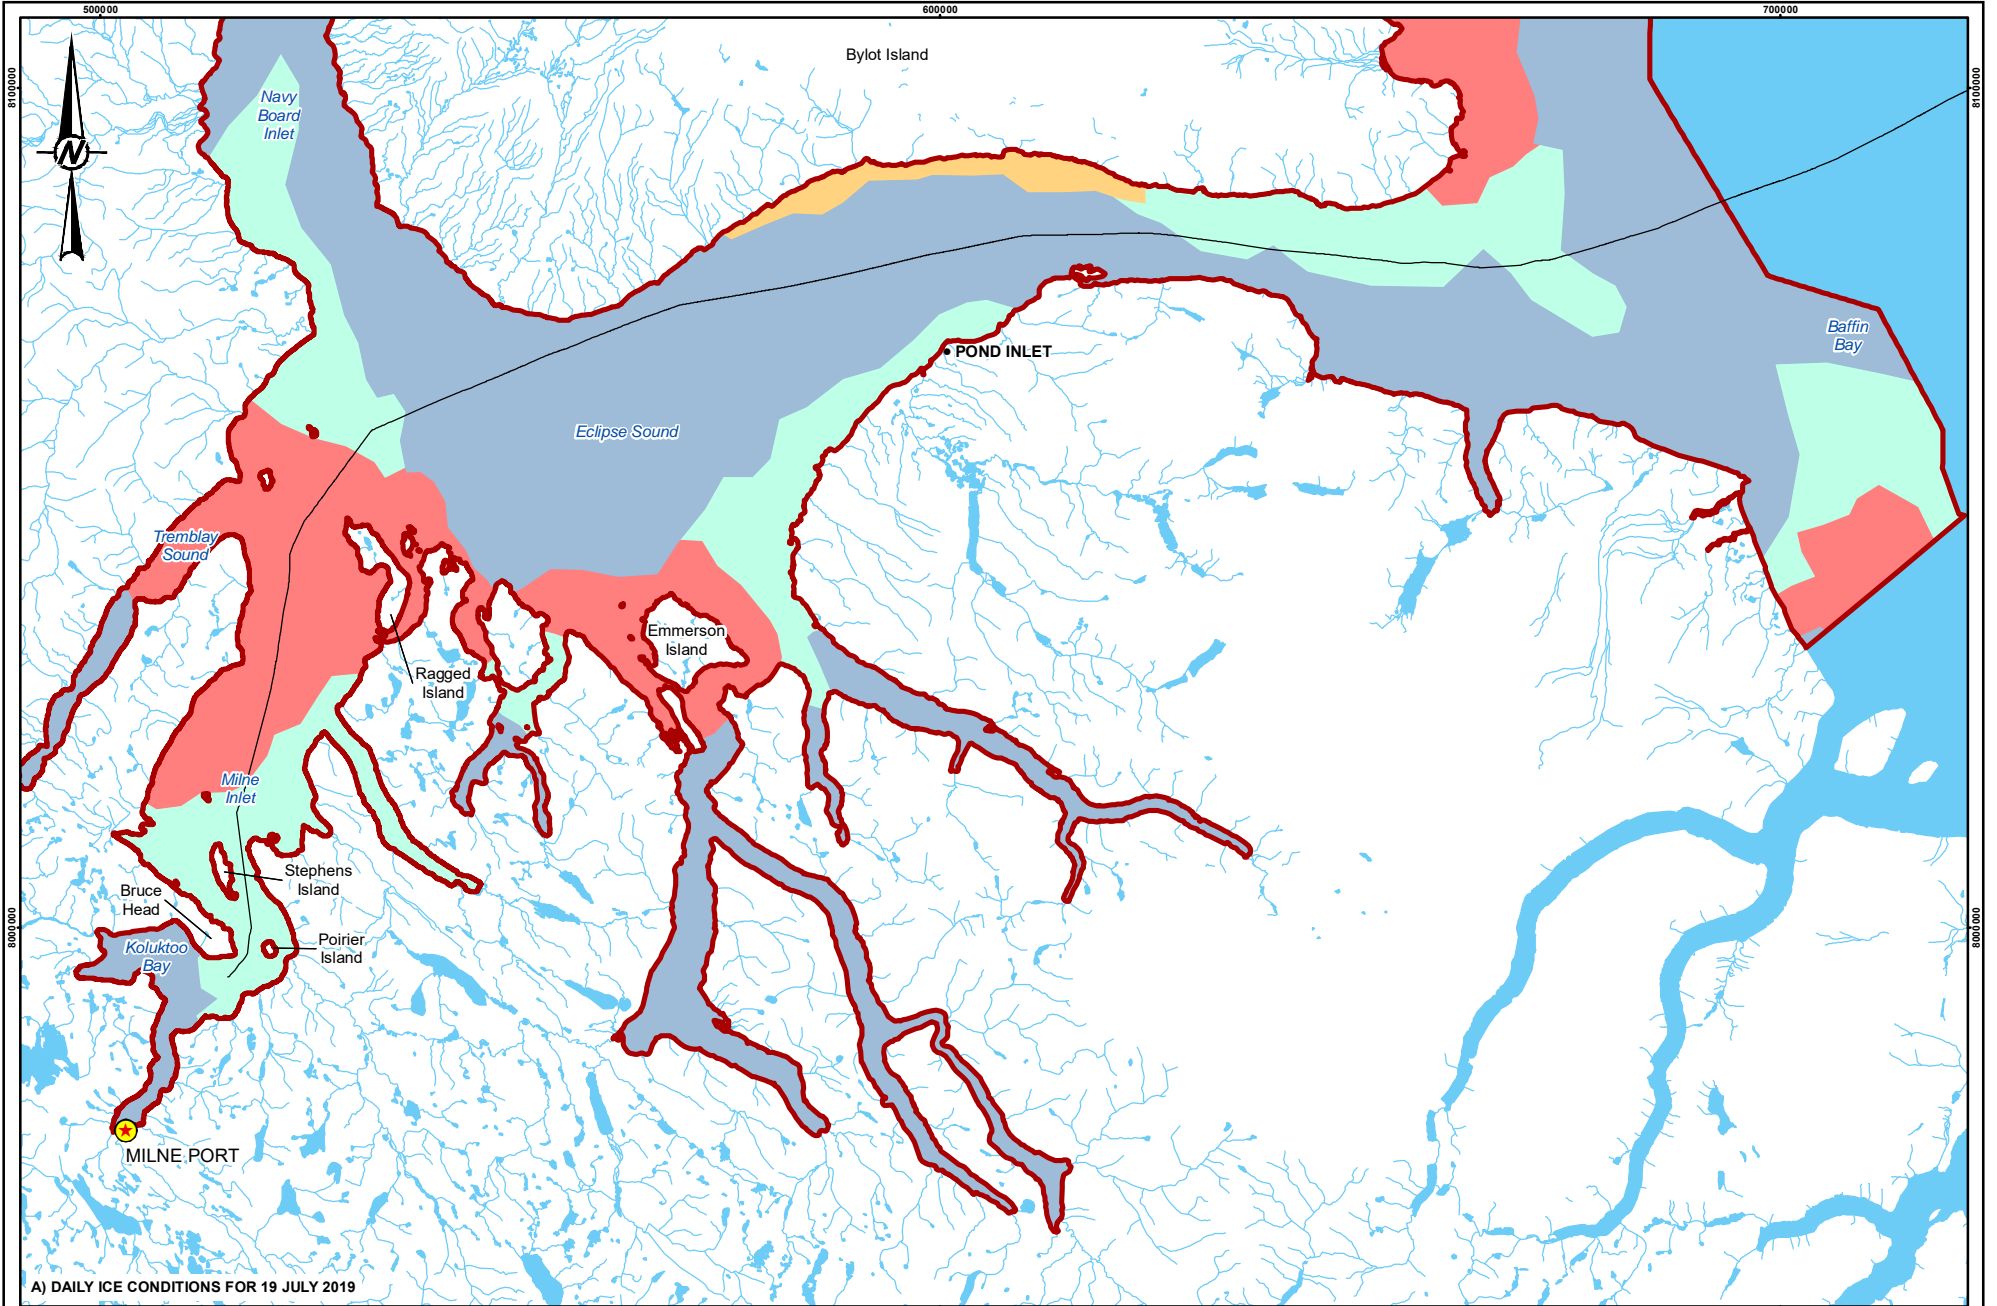 500000
600000
700000
8100000
8100000
Bylot Island
Navy
Board
Inlet
N
Baffin
Bay
POND INLET
Eclipse Sound
Tremblay
Sound
Emmerson
Island
Ragged
Island
Milne
Inlet
Stephens
Island
Bruce
Head
Poirier
Island
Koluktoo
Bay
8000000
8000000
MILNE PORT
A) DAILY ICE CONDITIONS FOR 19 JULY 2019